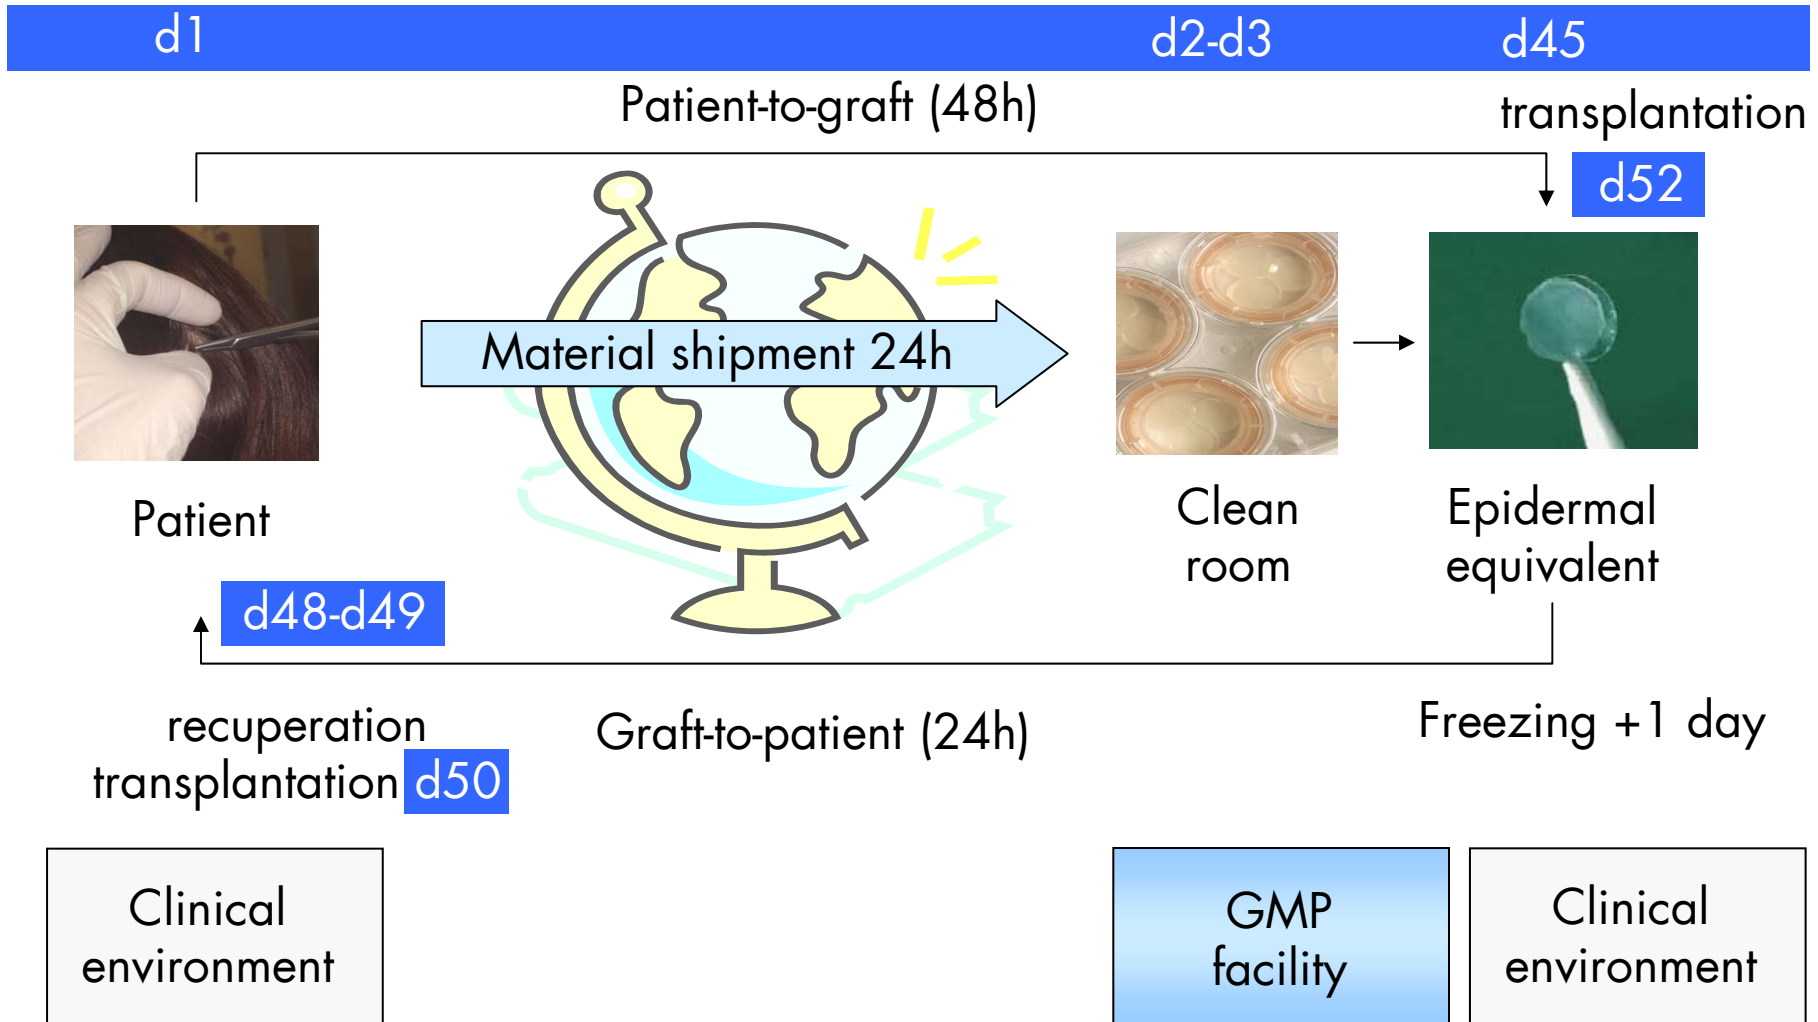 d1
d2-d3
d45
Patient-to-graft (48h)
transplantation
d52
Material shipment 24h
Patient
Clean
room
Epidermal
equivalent
d48-d49
recuperation
transplantation d50
Graft-to-patient (24h)
Freezing +1 day
Clinical
environment
GMP
facility
Clinical
environment